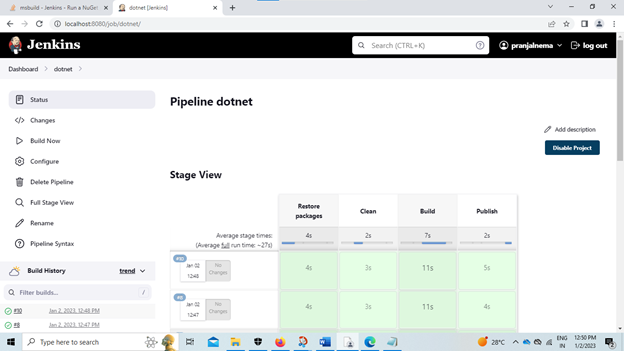 msbuild - Jenkins - Run a NuGe
dotnet [Jenkins]
localhost:8080/job/dotnet/
Jenkins
Search (CTRL+K)
pranjalnema
log out
Dashboard
dotnet
Status
Changes
Build Now
Configure
Delete Pipeline
Full Stage View
Rename
Pipeline Syntax
Build History
trend
Filter builds...
/
#10
Jan 2, 2023, 12:48 PM
Jan 2, 2023, 12:47 PM
Pipeline dotnet
Add description
Disable Project
Stage View
Restore
packages
Clean
Build
Publish
Average stage times:
4s
2s
7s
2s
(Average full run time: ~27s)
#10
Jan 02
12:48
No
Changes
4s
3s
11s
5s
Jan 02
12:47
No
Changes
4s
3s
11s
4s
Type here to search
28°C
ENG
IN
12:50 PM
1/2/2023